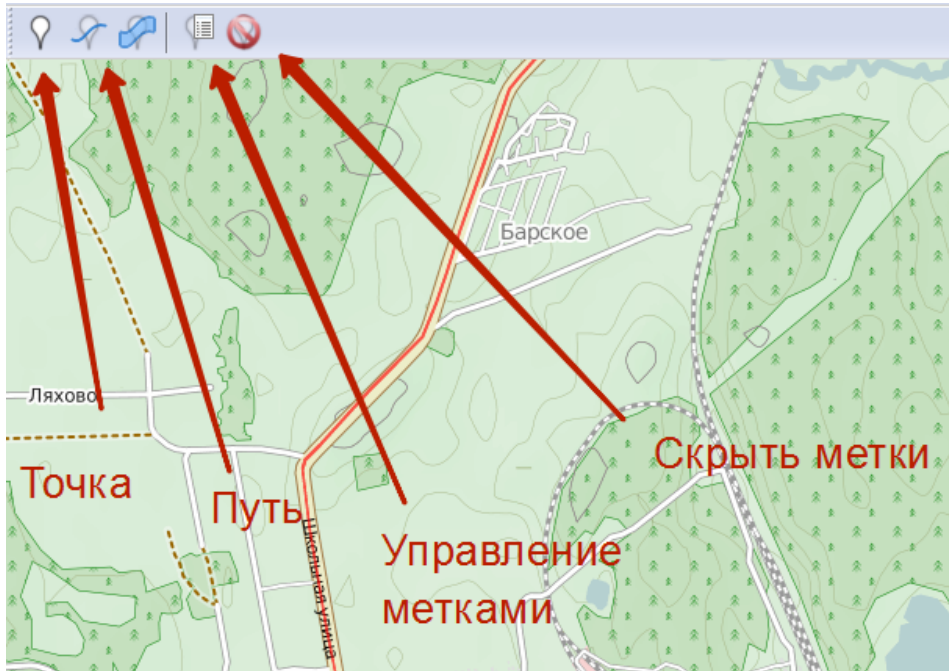 Барское
Ляхово
Точка
Путь
Скрыть метки
Школьная улица
Управление
метками